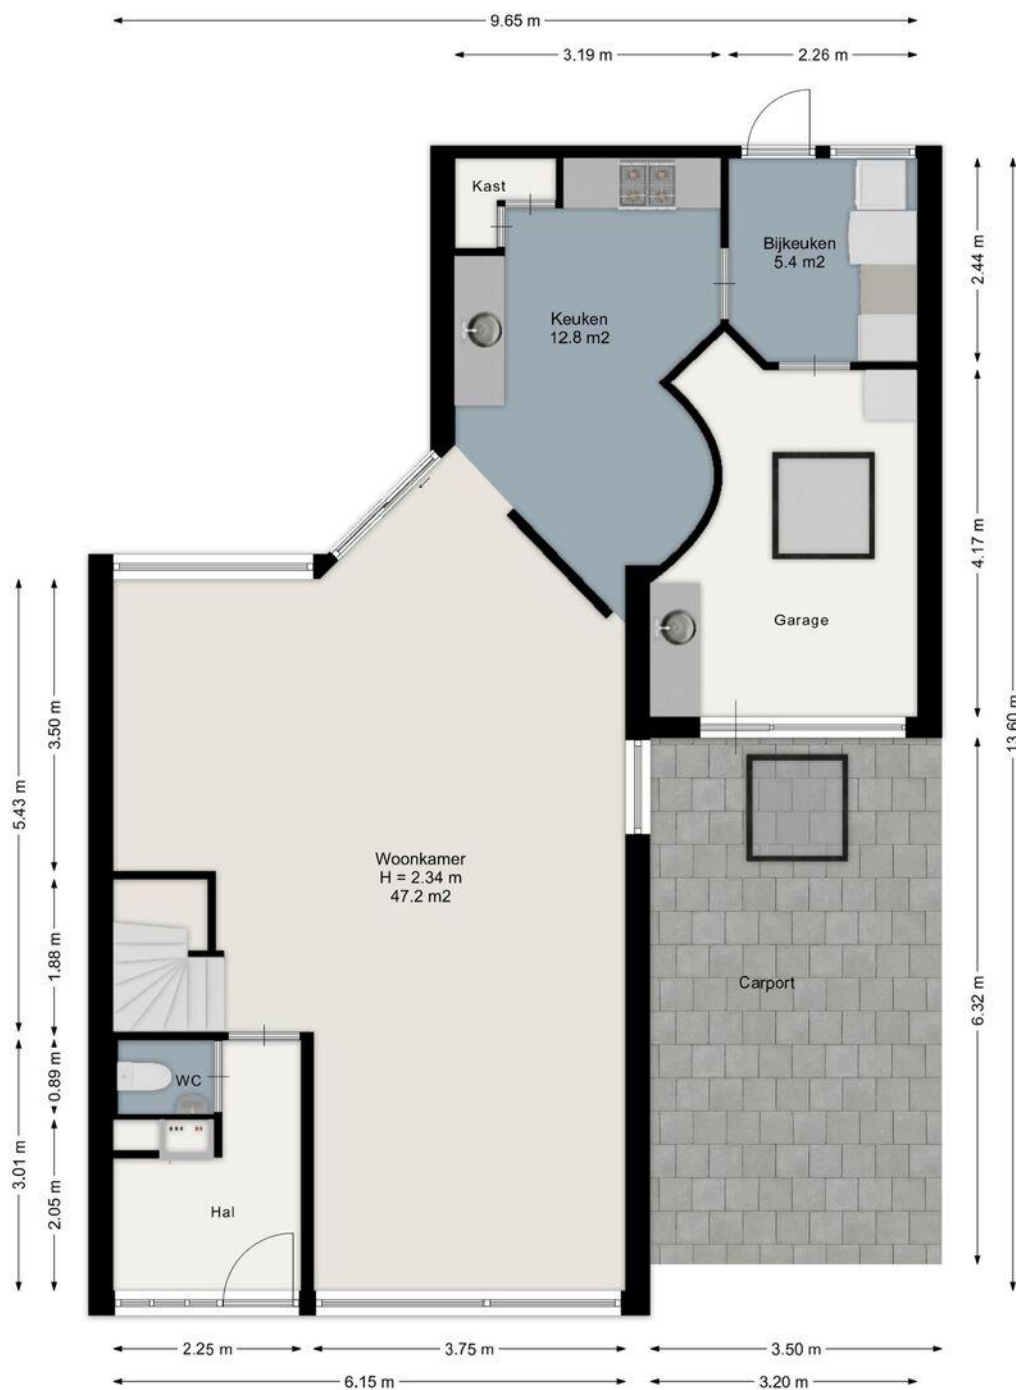 9.65 m
3.19 m
2.26 m
Kast
Bijkeuken
5.4 m2
2.44 m
Keuken
12.8 m2
4.17 m
Garage
3.50 m
13.60 m
5.43 m
Woonkamer
H = 2.34 m
47.2 m2
1.88 m
Carport
6.32 m
WC
0.89 m
3.01 m
2.05 m
Hal
2.25 m
3.75 m
3.50 m
6.15 m
3.20 m